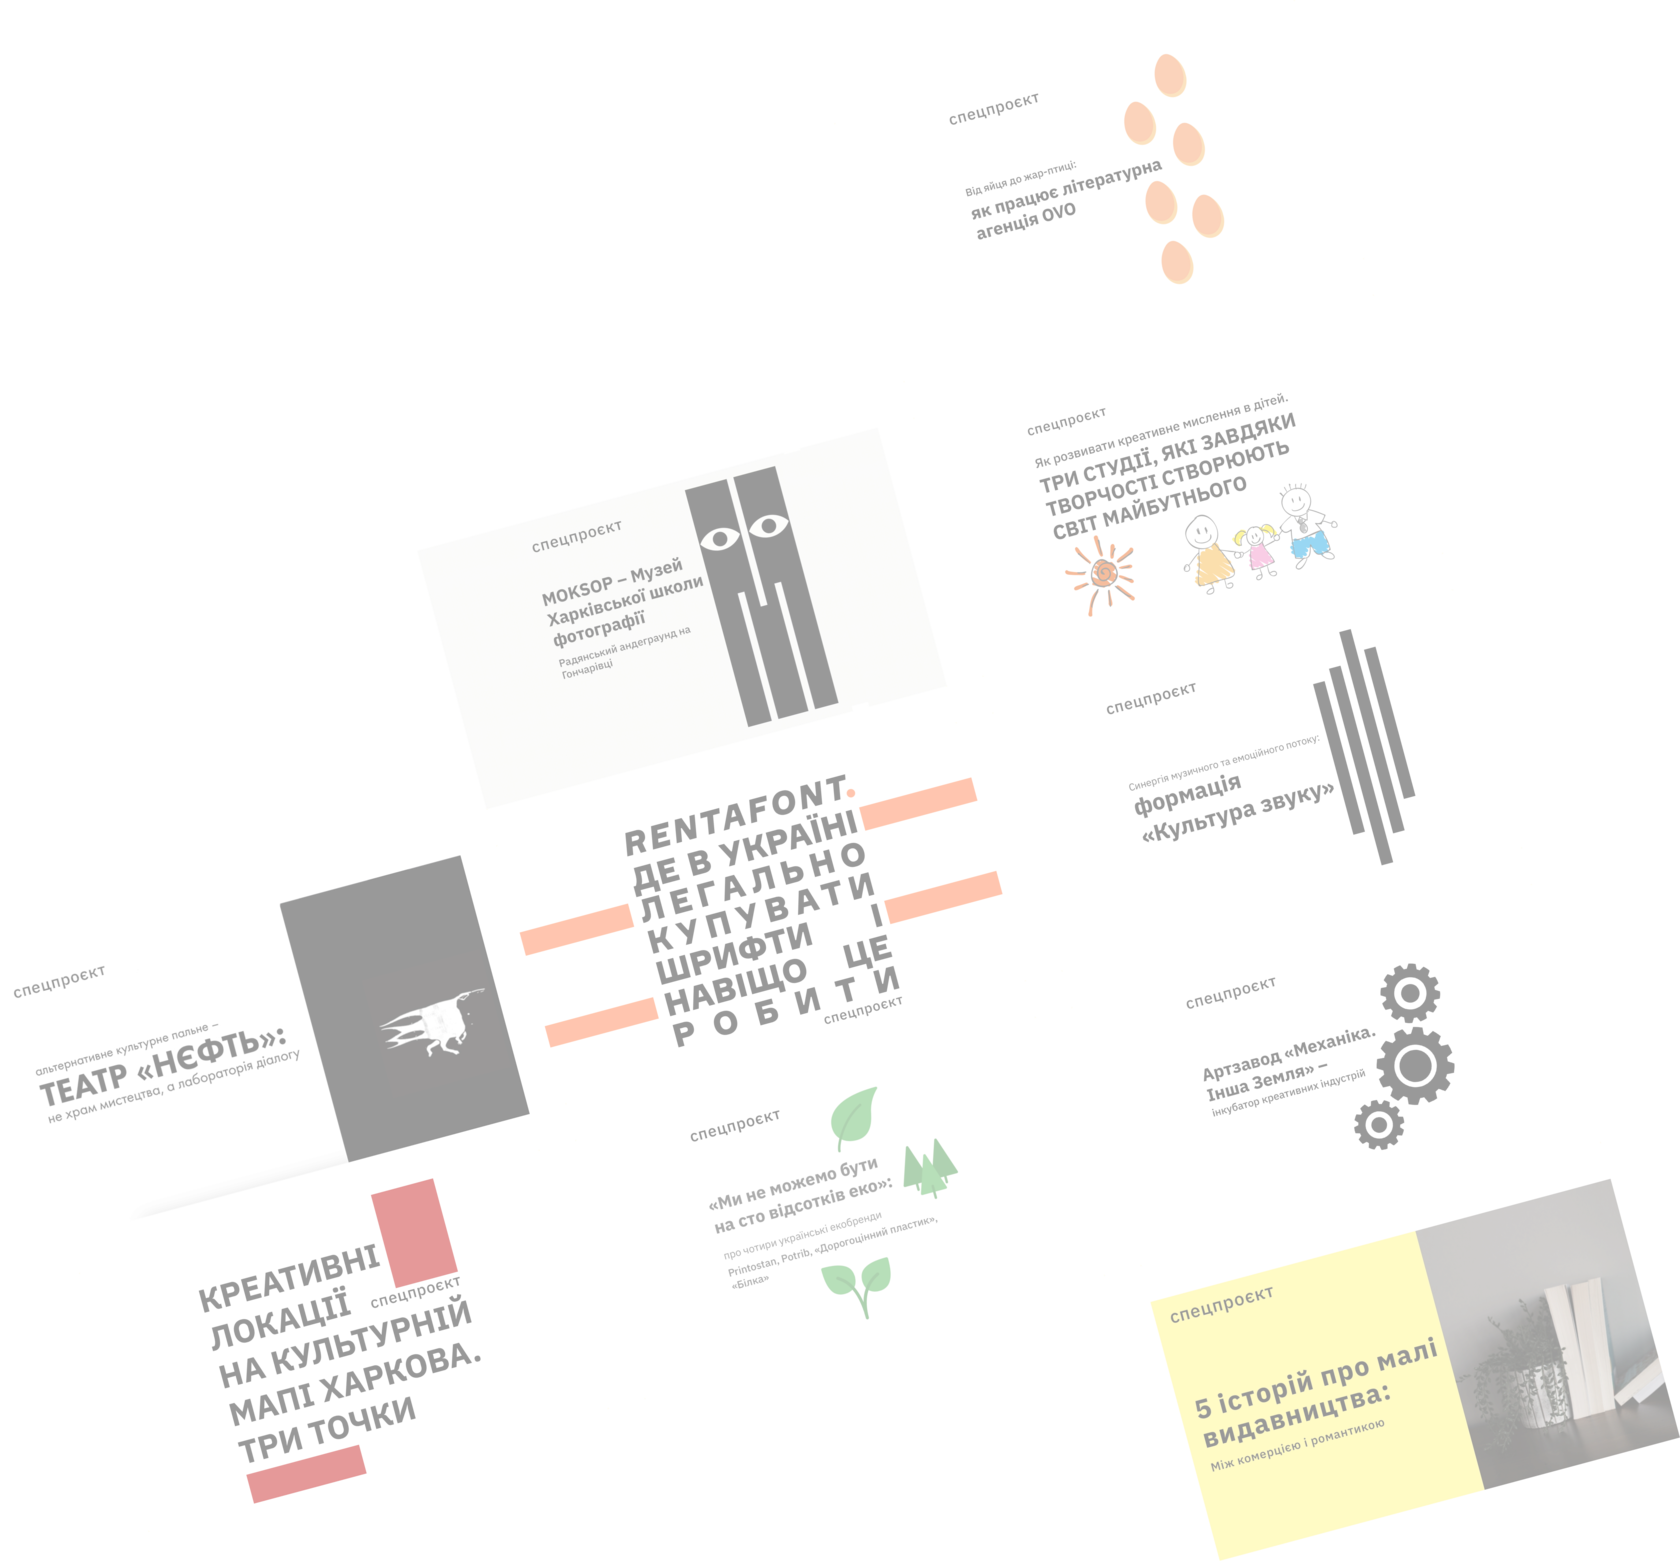 спецпроєкт
Від яйця до жар-птиці:
як працює літературна
агенція OVO
спецпроєкт
Як розвивати креативне мислення в дітей.
ТРИ СТУДІЇ, ЯКІ ЗАВДЯКИ
ТВОРЧОСТІ СТВОРЮЮТЬ
СВІТ МАЙБУТНЬОГО
спецпроєкт
MOKSOP – Музей
Харківської школи
фотографії
Радянський андеграунд на
Гончарівці
спецпроєкт
Синергія музичного та емоційного потоку:
формація
«Культура звуку»
RENTAFONT.
ДЕ В УКРАЇНІ
ЛЕГАЛЬНО
КУПУВАТИ
ШРИФТИ І
НАВІЩО ЦЕ
РОБИТИ
спецпроєкт
спецпроєкт
альтернативне культурне пальне –
ТЕАТР «НЄФТЬ»:
не храм мистецтва, а лабораторія діалогу
спецпроєкт
Артзавод «Механіка.
Інша Земля» –
інкубатор креативних індустрій
спецпроєкт
«Ми не можемо бути
на сто відсотків еко»:
про чотири українські екобренди
Printostan, Potrib, «Дорогоцінний пластик»,
«Білка»
КРЕАТИВНІ
ЛОКАЦІЇ
спецпроєкт
НА КУЛЬТУРНІЙ
МАПІ ХАРКОВА.
ТРИ ТОЧКИ
спецпроєкт
5 історій про малі
видавництва:
Між комерцією і романтикою